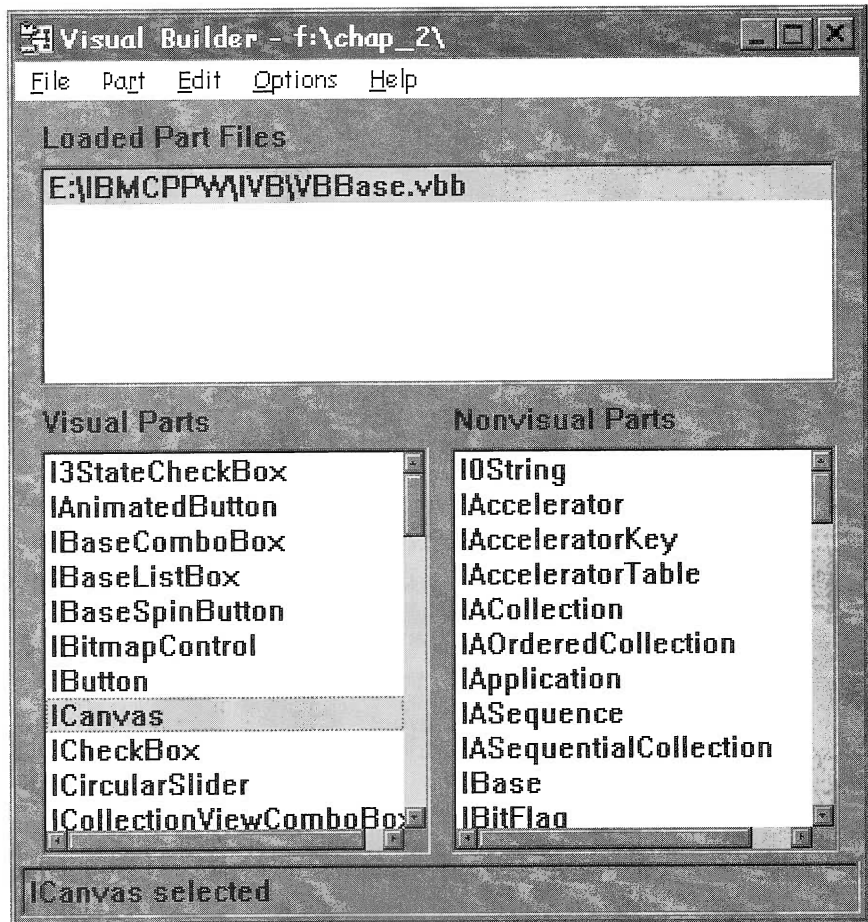 Visual Builder - f:\chap_2\
File Part Edit Options Help
Loaded Part Files
E:\IBMCPPW\IVB\VBBase.vbb
Visual Parts
I3StateCheckBox
IAnimatedButton
IBaseComboBox
IBaseListBox
IBaseSpinButton
IBitmapControl
IButton
ICanvas
ICheckBox
ICircularSlider
ICollectionViewComboBox
Nonvisual Parts
I0String
IAccelerator
IAcceleratorKey
IAcceleratorTable
IACollection
IAOrderedCollection
IApplication
IASequence
IASequentialCollection
IBase
IBitFlag
ICanvas selected